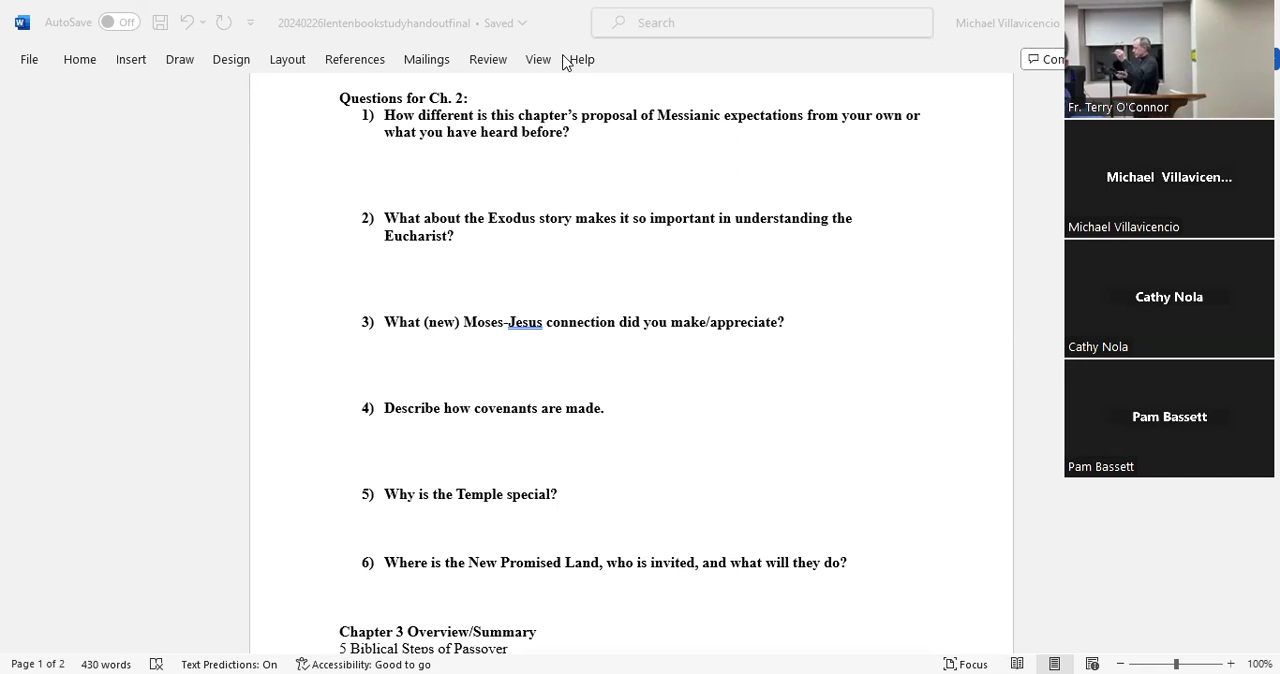 AutoSave Off 20240226lentenbookstudyhandoutfinal • Saved Search Michael Villavicencio
File Home Insert Draw Design Layout References Mailings Review View Help Com
Questions for Ch. 2:
1) How different is this chapter’s proposal of Messianic expectations from your own or
what you have heard before?
2) What about the Exodus story makes it so important in understanding the
Eucharist?
3) What (new) Moses-Jesus connection did you make/appreciate?
4) Describe how covenants are made.
5) Why is the Temple special?
6) Where is the New Promised Land, who is invited, and what will they do?
Chapter 3 Overview/Summary
5 Biblical Steps of Passover
Fr. Terry O'Connor
Michael Villavicen...
Michael Villavicencio
Cathy Nola
Cathy Nola
Pam Bassett
Pam Bassett
Page 1 of 2 430 words Text Predictions: On Accessibility: Good to go Focus 100%